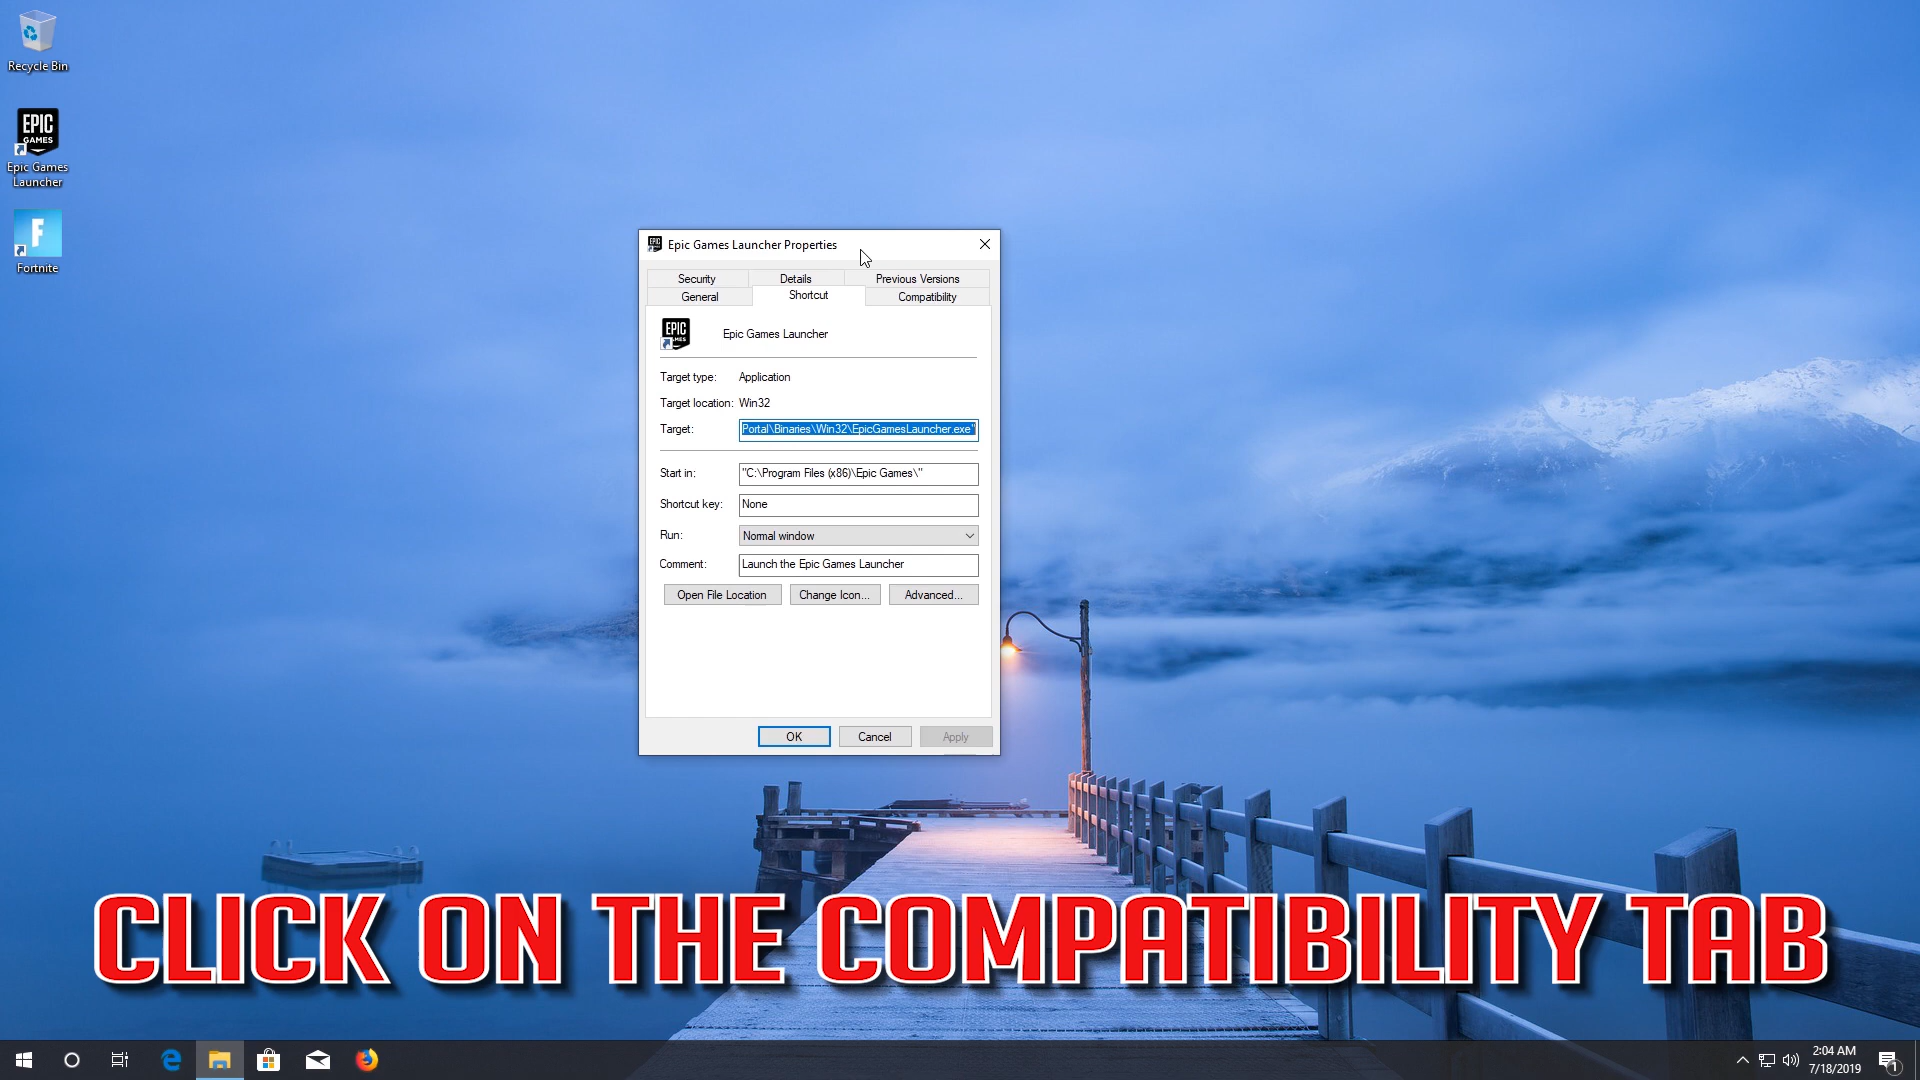 Recycle Bin
EPIC
GAMES
Epic Games
Launcher
F
Fortnite
Epic Games Launcher Properties
Security Details Previous Versions
General Shortcut Compatibility
EPIC
Epic Games Launcher
Target type: Application
Target location: Win32
Target: Portal\Binaries\Win32\EpicGamesLauncher.exe"
Start in: "C:\Program Files (x86)\Epic Games\"
Shortcut key: None
Run: Normal window
Comment: Launch the Epic Games Launcher
Open File Location Change Icon... Advanced...
OK Cancel Apply
CLICK ON THE COMPATIBILITY TAB
2:04 AM
7/18/2019
1